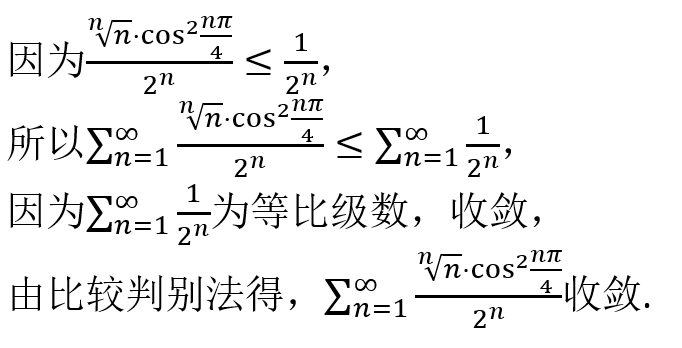 因为$\frac{\sqrt[n]{n}\cdot\cos^2\frac{n\pi}{4}}{2^n}\le\frac{1}{2^n}$，
所以$\sum_{n=1}^{\infty}\frac{\sqrt[n]{n}\cdot\cos^2\frac{n\pi}{4}}{2^n}\le\sum_{n=1}^{\infty}\frac{1}{2^n}$，
因为$\sum_{n=1}^{\infty}\frac{1}{2^n}$为等比级数，收敛，
由比较判别法得，$\sum_{n=1}^{\infty}\frac{\sqrt[n]{n}\cdot\cos^2\frac{n\pi}{4}}{2^n}$收敛.